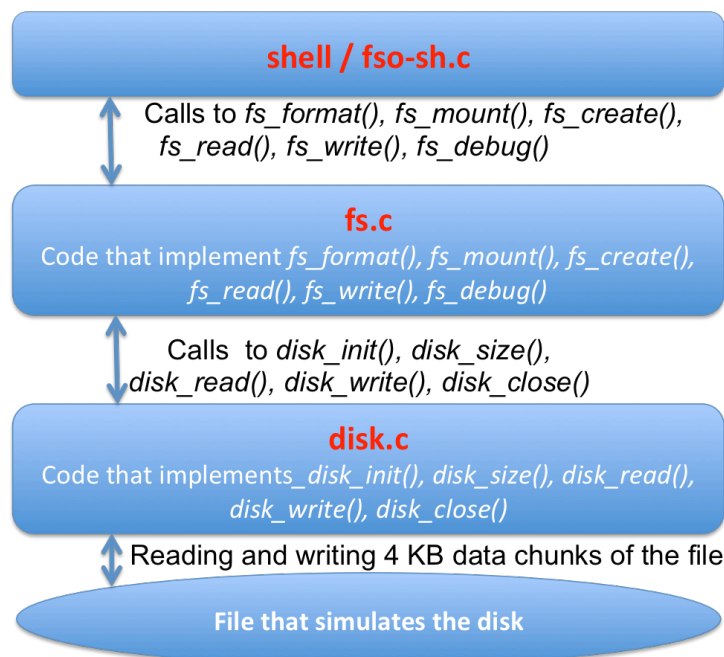 shell / fso-sh.c
Calls to fs_format(), fs_mount(), fs_create(),
fs_read(), fs_write(), fs_debug()
fs.c
Code that implement fs_format(), fs_mount(), fs_create(),
fs_read(), fs_write(), fs_debug()
Calls to disk_init(), disk_size(),
disk_read(), disk_write(), disk_close()
disk.c
Code that implements_disk_init(), disk_size(), disk_read(),
disk_write(), disk_close()
Reading and writing 4 KB data chunks of the file
File that simulates the disk